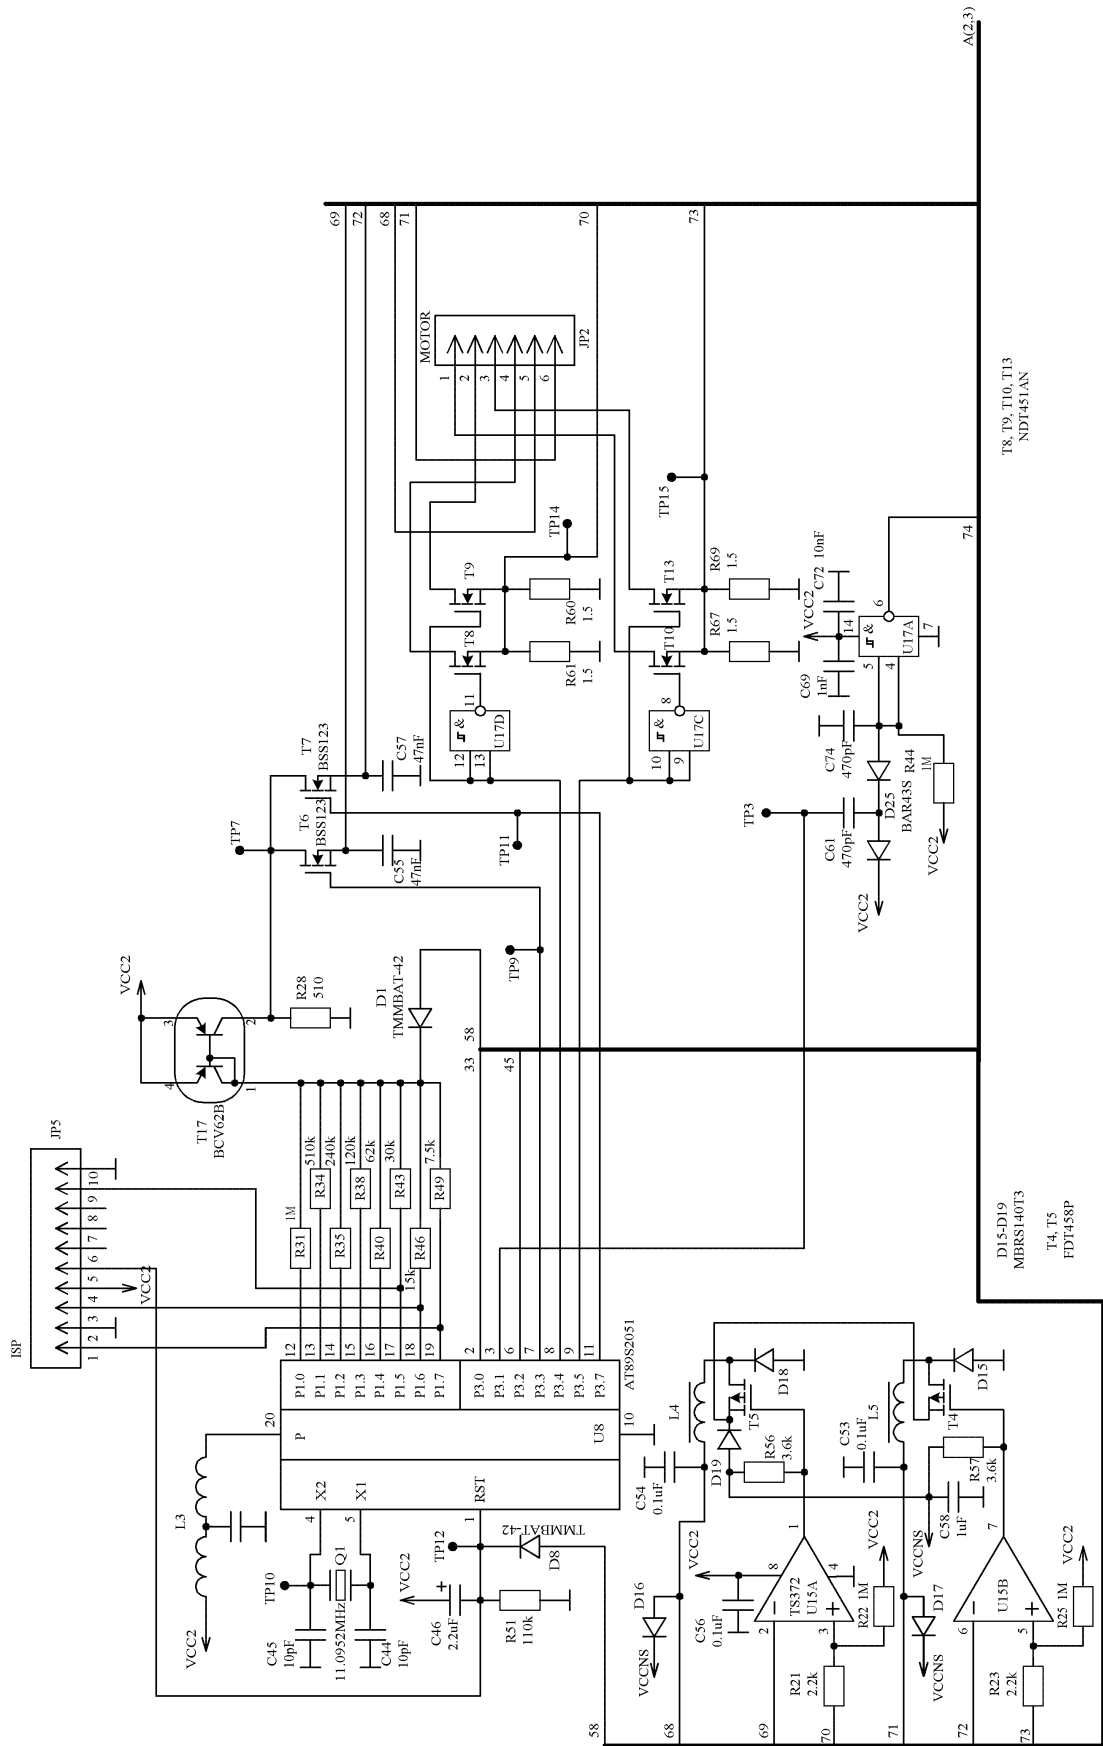 A(2,3)
69
72
68
71
70
73
MOTOR
1
2
3
4
5
6
JP2
T8, T9, T10, T13
NDT451AN
TP14
TP15
74
T9
T8
R60
1.5
R61
1.5
T13
T10
R69
1.5
R67
1.5
VCC2
C72 10nF
C69
1nF
14
6
5
4
7
&
U17A
11
12
13
&
U17D
8
10
9
&
U17C
T7
BSS123
T6
BSS123
C57
47nF
C55
47nF
TP7
TP11
TP9
TP3
C74
470pF
C61
470pF
D25
BAR43S
R44
1M
VCC2
VCC2
VCC2
3
2
4
1
T17
BCV62B
R28
510
D1
TMMBAT-42
58
33
45
JP5
ISP
10
9
8
7
6
5
4
3
2
1
VCC2
R31
1M
R34
510k
R35
240k
R38
120k
R40
62k
R43
30k
R46
15k
R49
7.5k
12
13
14
15
16
17
18
19
2
3
6
7
8
9
11
P1.0
P1.1
P1.2
P1.3
P1.4
P1.5
P1.6
P1.7
P3.0
P3.1
P3.2
P3.3
P3.4
P3.5
P3.7
AT89S2051
U8
20
P
10
X2
X1
RST
4
5
1
L3
VCC2
TP10
Q1
11.0952MHz
C45
10pF
C44
10pF
VCC2
C46
2.2uF
+
TP12
R51
110k
D8
TMMBAT-42
D15-D19
MBRS140T3
T4, T5
FDT458P
L4
D18
T5
D19
C54
0.1uF
R56
3.6k
L5
D15
T4
C53
0.1uF
R57
3.6k
C58
1uF
VCCNS
VCC2
C56
0.1uF
D16
VCCNS
1
8
4
2
3
TS372
U15A
R22 1M
VCC2
R21
2.2k
D17
VCCNS
7
6
5
U15B
R25 1M
VCC2
R23
2.2k
58
68
69
70
71
72
73